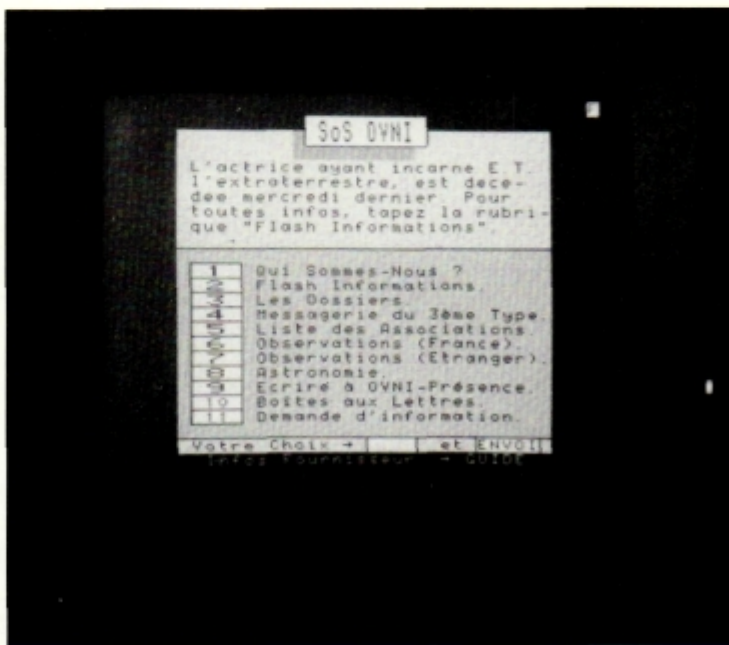 SoS OVNI
L'actrice ayant incarne E.T.
l'extraterrestre, est dece-
dee mercredi dernier. Pour
toutes infos, tapez la rubri-
que "Flash Informations".
1 Qui Sommes-Nous ?
2 Flash Informations.
3 Les Dossiers.
4 Messagerie du 3ème Type.
5 Liste des Associations
6 Observations (France).
7 Observations (Etranger).
8 Astronomie.
9 Ecrire à OVNI-Présence.
10 Boîtes aux Lettres.
11 Demande d'information.
Votre Choix → et ENVOI
Infos Fournisseur → GUIDE